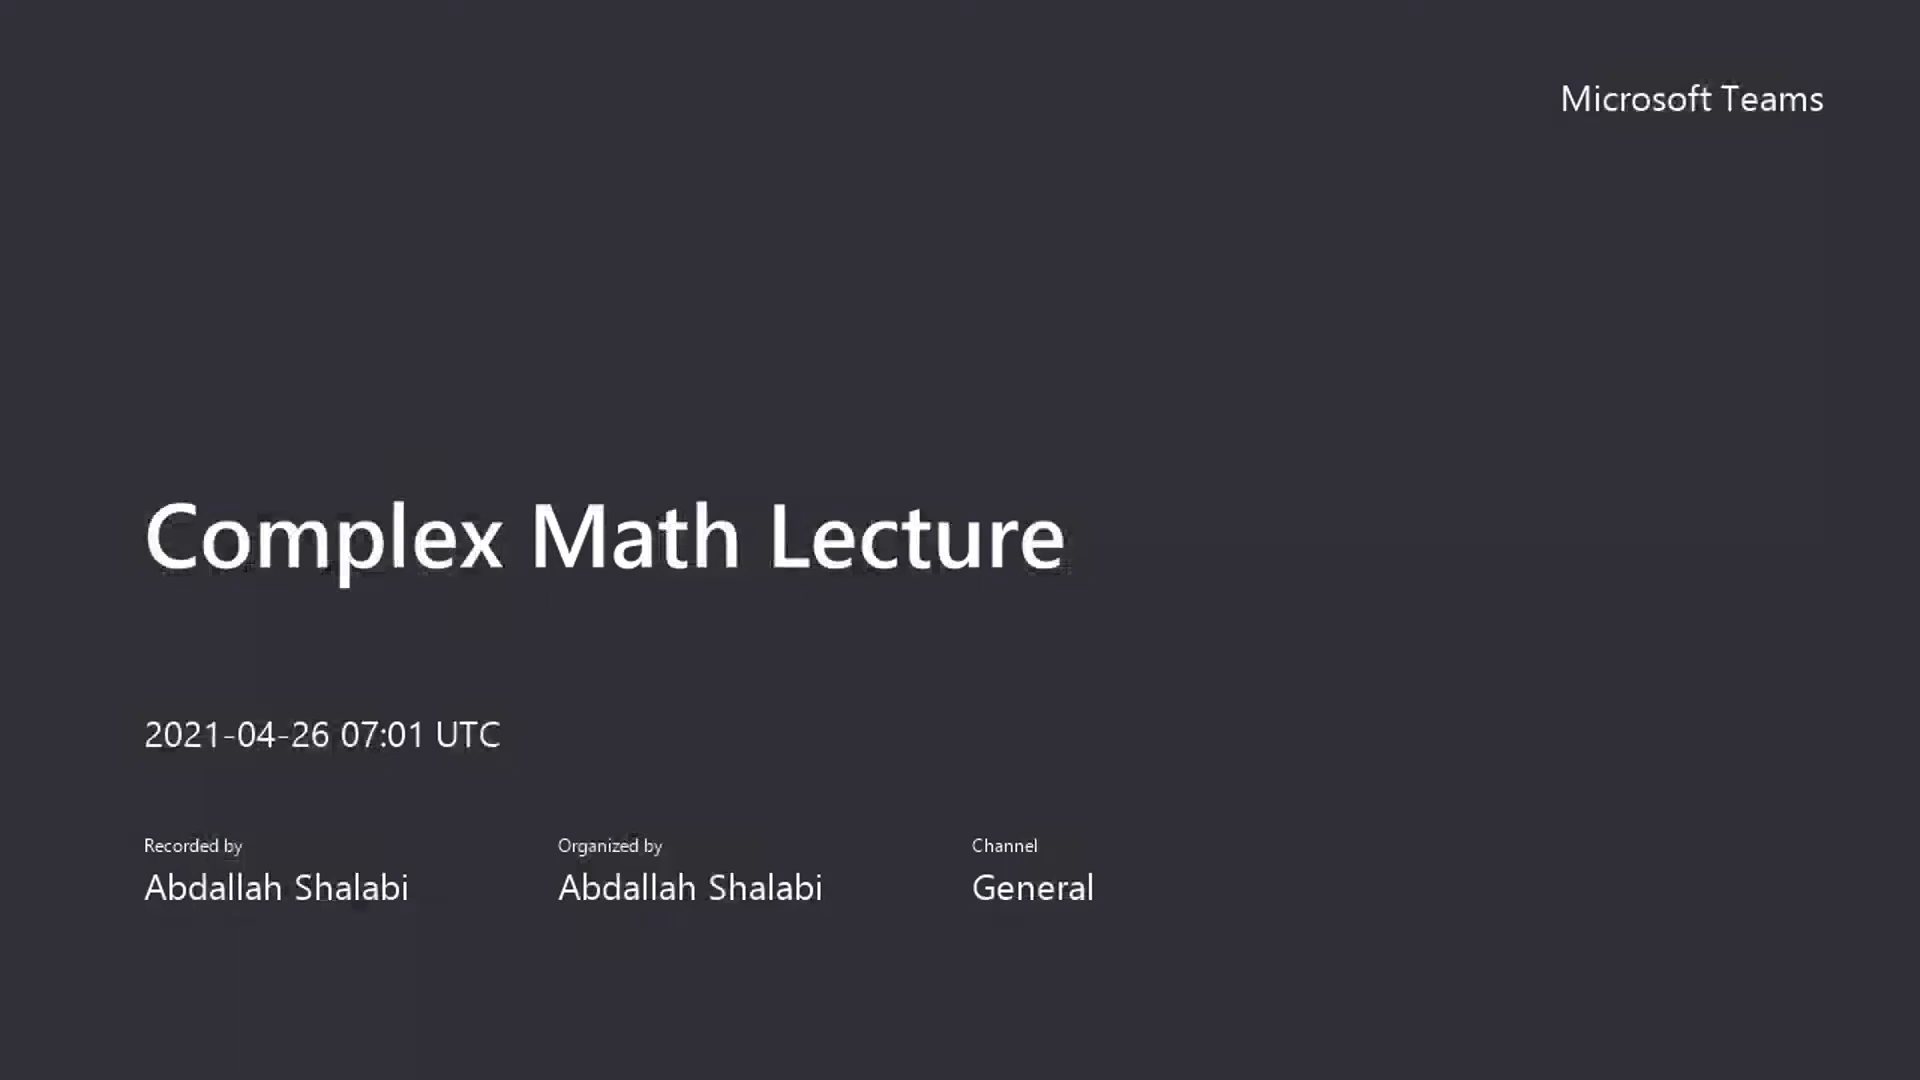 Microsoft Teams
Complex Math Lecture
2021-04-26 07:01 UTC
Recorded by
Abdallah Shalabi
Organized by
Abdallah Shalabi
Channel
General